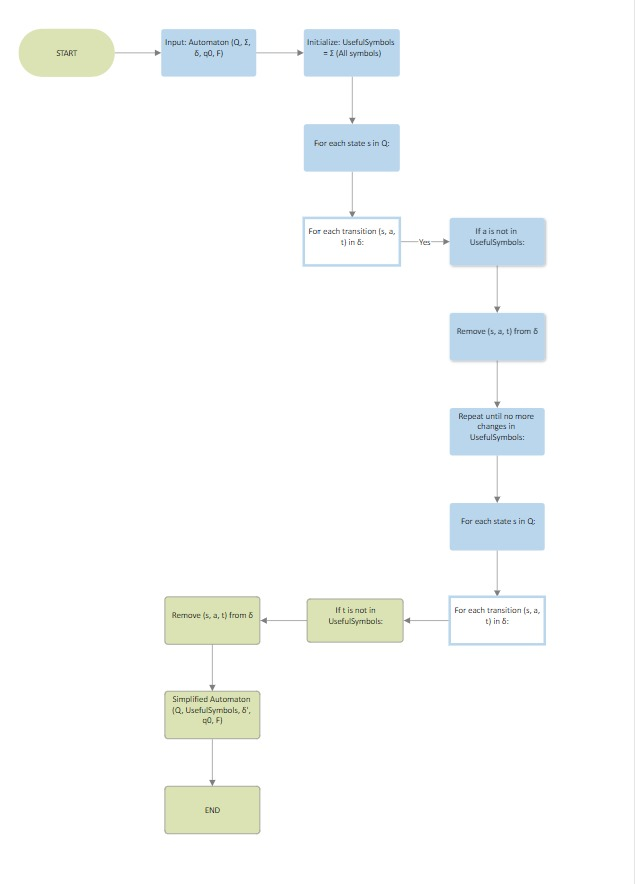 START
Input: Automaton (Q, Σ,
δ, q0, F)
Initialize: UsefulSymbols
= Σ (All symbols)
For each state s in Q:
For each transition (s, a,
t) in δ:
Yes
If a is not in
UsefulSymbols:
Remove (s, a, t) from δ
Repeat until no more
changes in
UsefulSymbols:
For each state s in Q:
For each transition (s, a,
t) in δ:
If t is not in
UsefulSymbols:
Remove (s, a, t) from δ
Simplified Automaton
(Q, UsefulSymbols, δ',
q0, F)
END